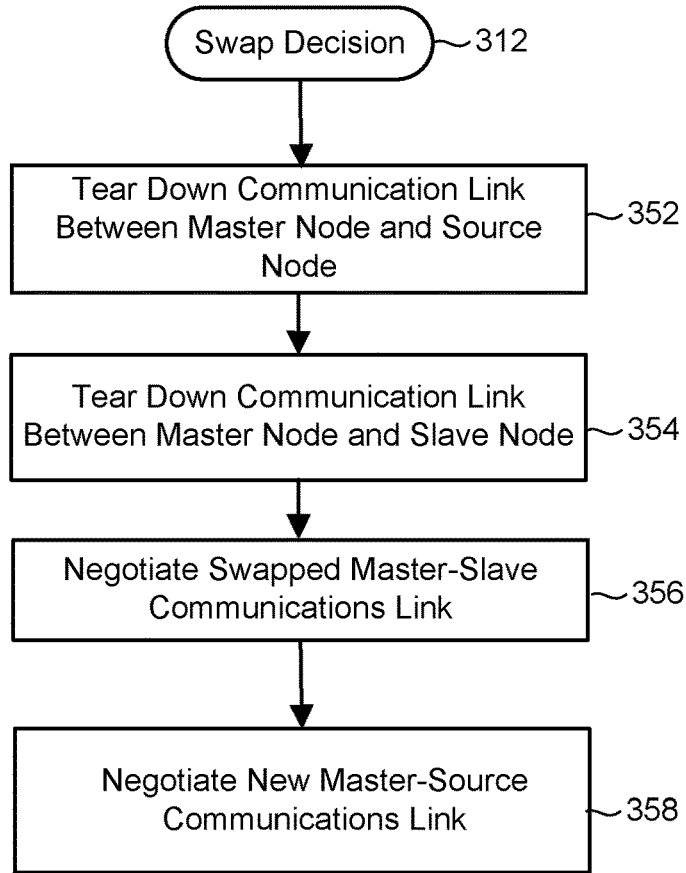 Swap Decision
312
Tear Down Communication Link
Between Master Node and Source
Node
352
Tear Down Communication Link
Between Master Node and Slave Node
354
Negotiate Swapped Master-Slave
Communications Link
356
Negotiate New Master-Source
Communications Link
358